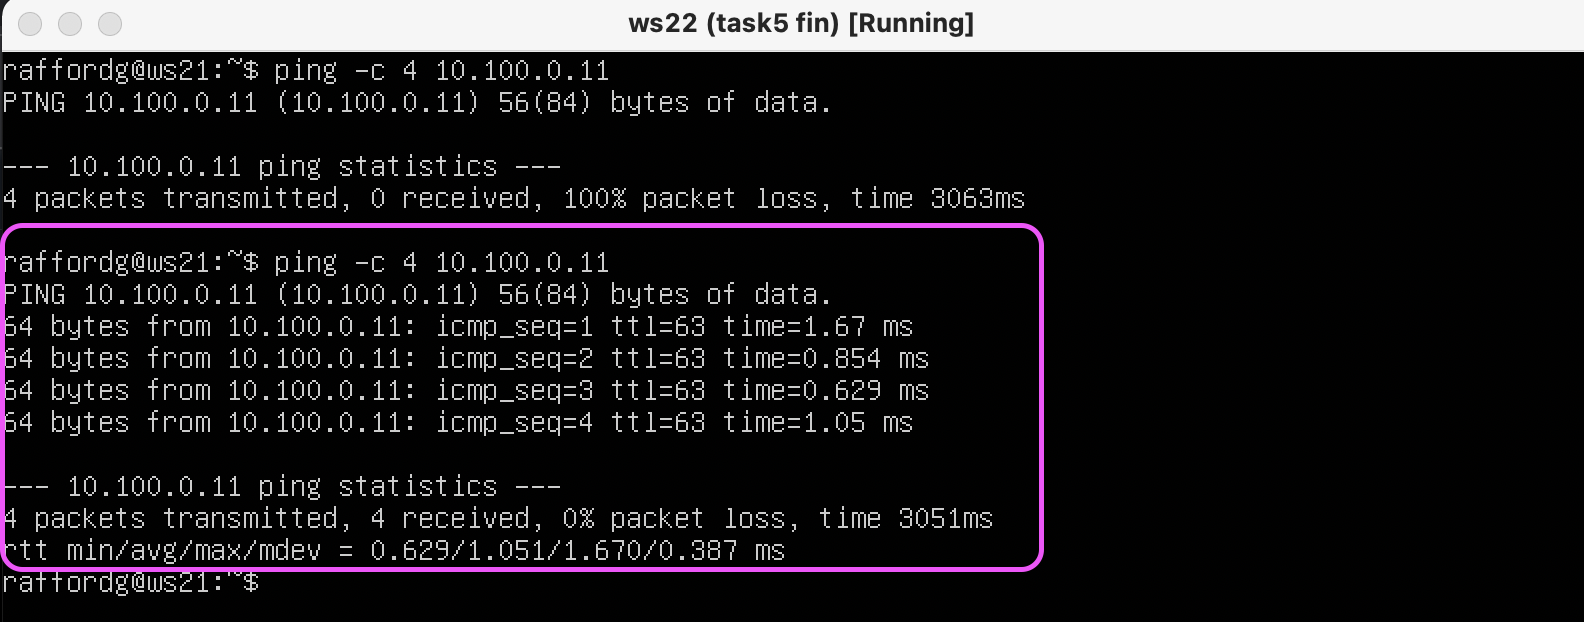 ws22 (task5 fin) [Running]
raffordg@ws21:~$ ping -c 4 10.100.0.11
PING 10.100.0.11 (10.100.0.11) 56(84) bytes of data.
--- 10.100.0.11 ping statistics ---
4 packets transmitted, 0 received, 100% packet loss, time 3063ms
raffordg@ws21:~$ ping -c 4 10.100.0.11
PING 10.100.0.11 (10.100.0.11) 56(84) bytes of data.
64 bytes from 10.100.0.11: icmp_seq=1 ttl=63 time=1.67 ms
64 bytes from 10.100.0.11: icmp_seq=2 ttl=63 time=0.854 ms
64 bytes from 10.100.0.11: icmp_seq=3 ttl=63 time=0.629 ms
64 bytes from 10.100.0.11: icmp_seq=4 ttl=63 time=1.05 ms
--- 10.100.0.11 ping statistics ---
4 packets transmitted, 4 received, 0% packet loss, time 3051ms
rtt min/avg/max/mdev = 0.629/1.051/1.670/0.387 ms
raffordg@ws21:~$